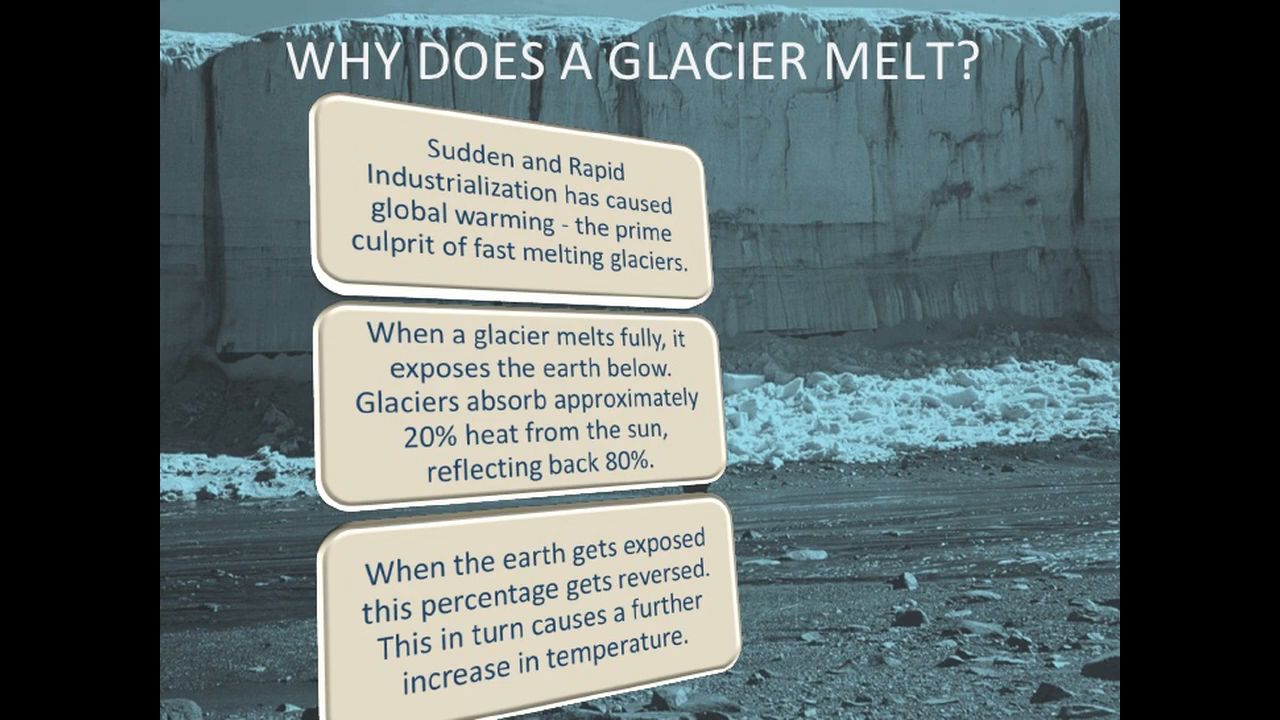 WHY DOES A GLACIER MELT?
Sudden and Rapid
Industrialization has caused
global warming - the prime
culprit of fast melting glaciers.
When a glacier melts fully, it
exposes the earth below.
Glaciers absorb approximately
20% heat from the sun,
reflecting back 80%.
When the earth gets exposed
this percentage gets reversed.
This in turn causes a further
increase in temperature.